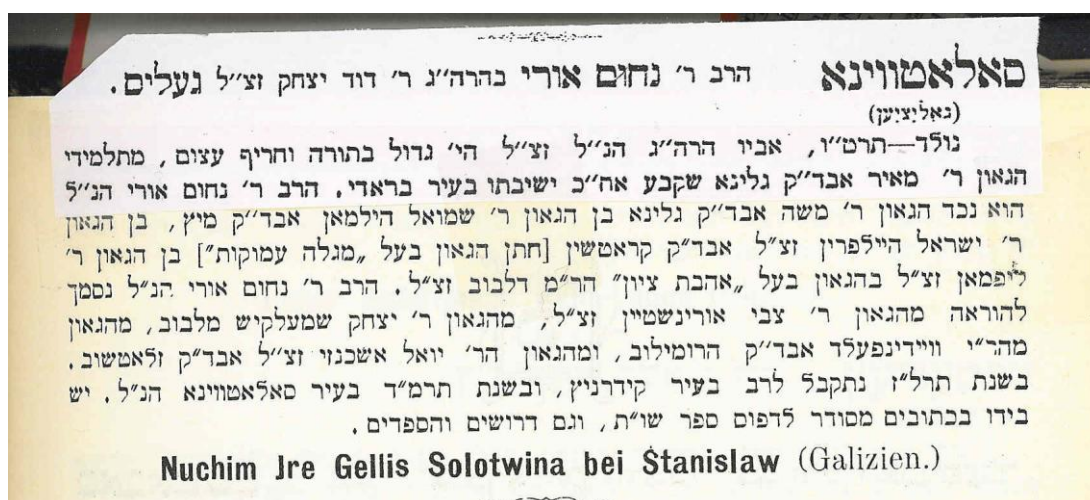 סאלאטווינא הרב ר׳ נחום אורי בהרה״ג ר׳ דוד יצחק זצ״ל געלים.
(גאליציען)
נולד—תרט״ו, אביו הרה״ג הנ״ל זצ״ל הי׳ גדול בתורה וחריף עצום, מתלמידי
הגאון ר׳ מאיר אבד״ק גלינא שקבע אח״כ ישיבתו בעיר בראדי. הרב ר׳ נחום אורי הנ״ל
הוא נכד הגאון ר׳ משה אבד״ק גלינא בן הגאון ר׳ שמואל הילמאן אבד״ק מיץ, בן הגאון
ר׳ ישראל היילפרין זצ״ל אבד״ק קראטשין [חתן הגאון בעל „מגלה עמוקות״] בן הגאון ר׳
ליפמאן זצ״ל בהגאון בעל „אהבת ציון״ הר״מ דלבוב זצ״ל. הרב ר׳ נחום אורי הנ״ל נסמך
להוראה מהגאון ר׳ צבי אורינשטיין זצ״ל, מהגאון ר׳ יצחק שמעלקיש מלבוב, מהגאון
מהר״י וויידינפעלד אבד״ק הרומילוב, ומהגאון הר׳ יואל אשכנזי זצ״ל אבד״ק זלאטשוב.
בשנת תרל״ז נתקבל לרב בעיר קידרניץ, ובשנת תרמ״ד בעיר סאלאטווינא הנ״ל. יש
בידו בכתובים מסודר לדפוס ספר שו״ת, וגם דרושים והספדים.
Nuchim Jre Gellis Solotwina bei Stanislaw (Galizien.)